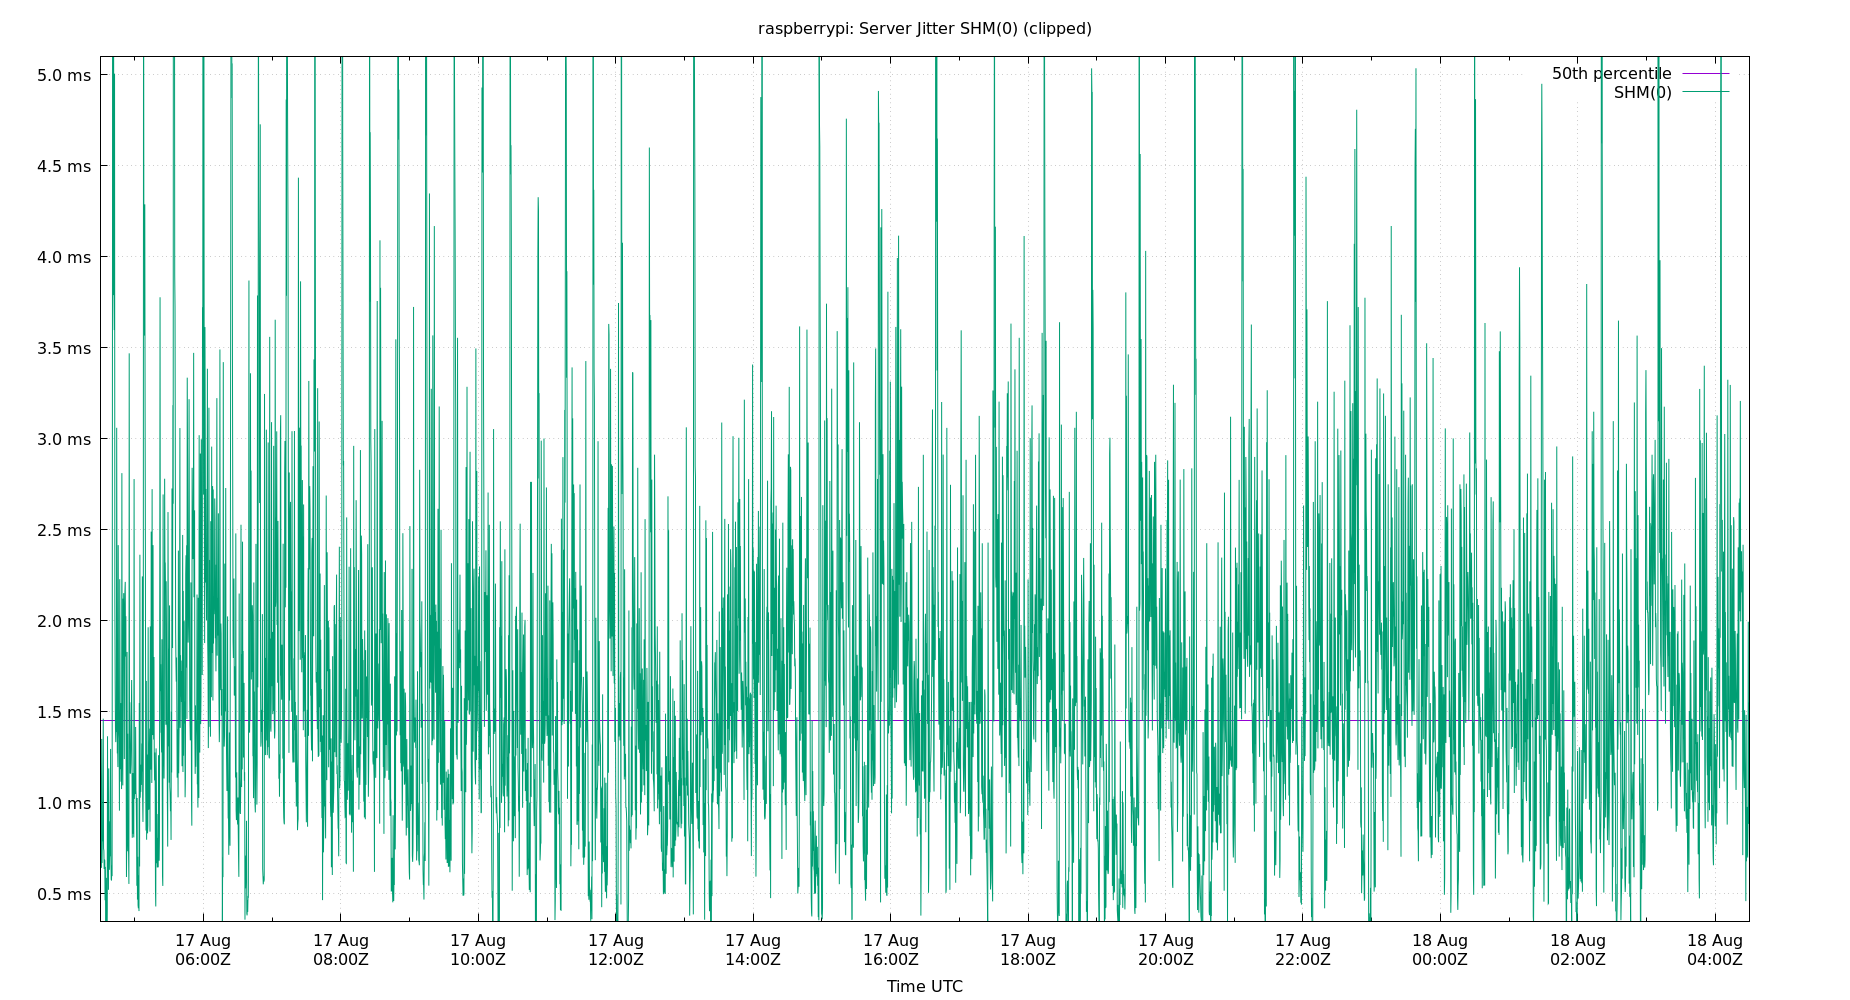 raspberrypi: Server Jitter SHM(0) (clipped)
50th percentile
SHM(0)
5.0 ms
4.5 ms
4.0 ms
3.5 ms
3.0 ms
2.5 ms
2.0 ms
1.5 ms
1.0 ms
0.5 ms
17 Aug 17 Aug 17 Aug 17 Aug 17 Aug 17 Aug 17 Aug 17 Aug 17 Aug 18 Aug 18 Aug 18 Aug
06:00Z 08:00Z 10:00Z 12:00Z 14:00Z 16:00Z 18:00Z 20:00Z 22:00Z 00:00Z 02:00Z 04:00Z
Time UTC